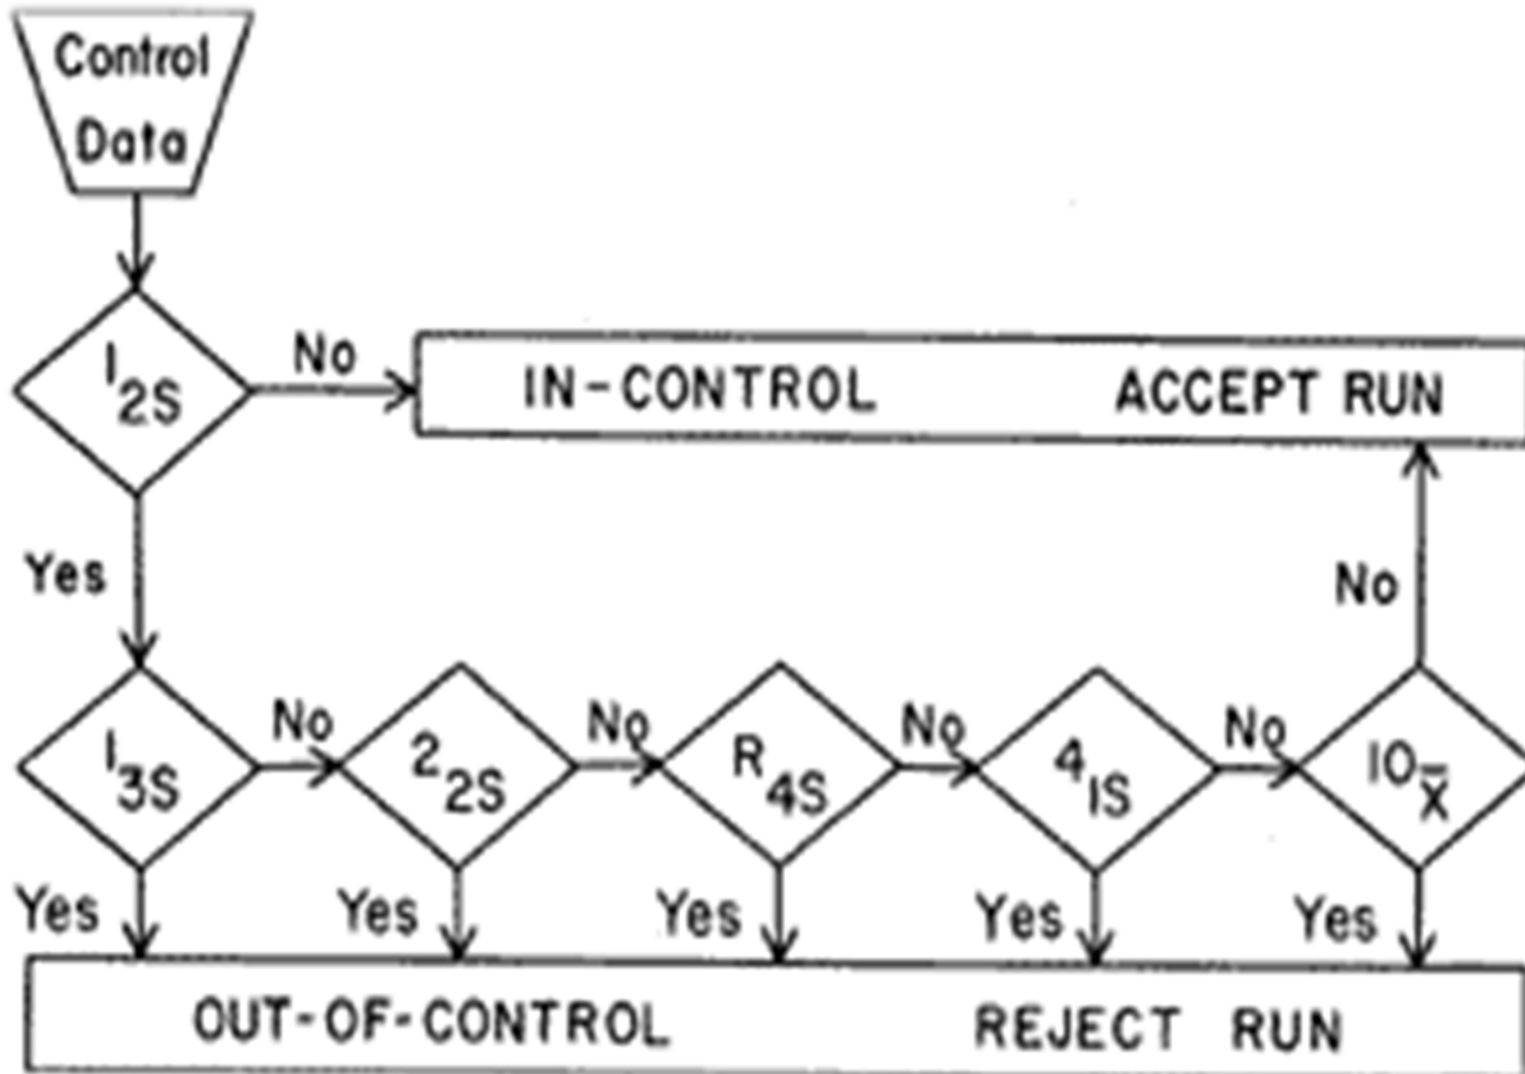 Control
Data
1 2S
No
IN-CONTROL ACCEPT RUN
Yes
No
1 3S
No
2 2S
No
R 4S
No
4 1S
No
10 x̄
Yes
Yes
Yes
Yes
Yes
OUT-OF-CONTROL REJECT RUN